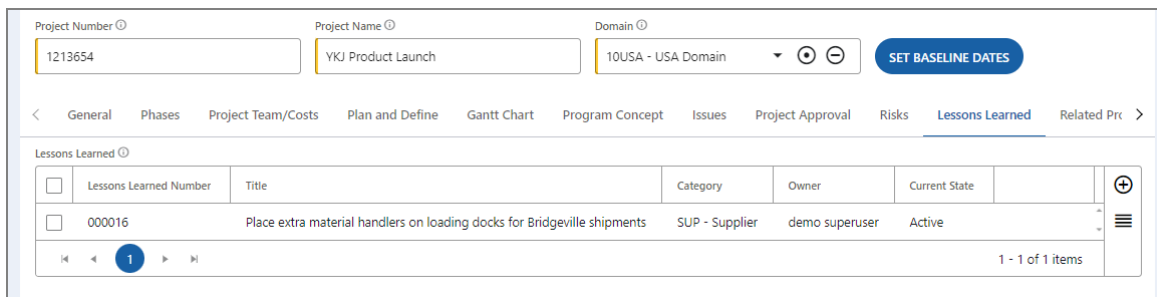 Project Number
Project Name
Domain
1213654
YKJ Product Launch
10USA - USA Domain
SET BASELINE DATES
General Phases Project Team/Costs Plan and Define Gantt Chart Program Concept Issues Project Approval Risks Lessons Learned Related Pro
Lessons Learned
Lessons Learned Number Title Category Owner Current State
000016 Place extra material handlers on loading docks for Bridgeville shipments SUP - Supplier demo superuser Active
1 1 - 1 of 1 items